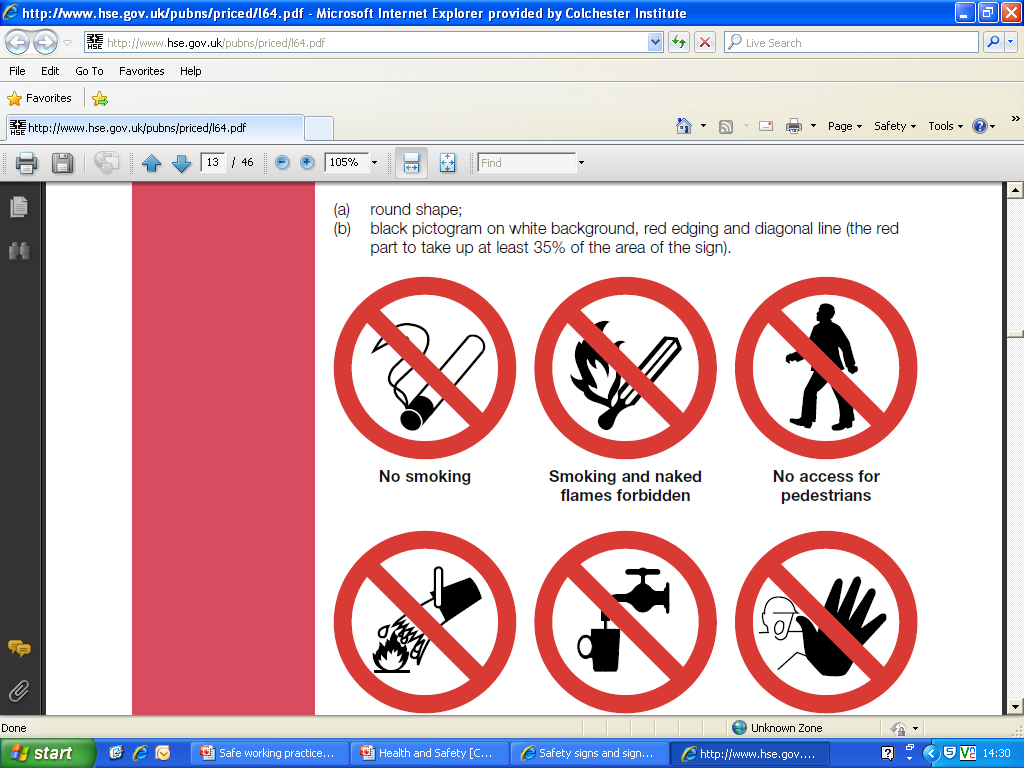 http://www.hse.gov.uk/pubns/priced/l64.pdf - Microsoft Internet Explorer provided by Colchester Institute
http://www.hse.gov.uk/pubns/priced/l64.pdf
Live Search
File Edit Go To Favorites Help
Favorites
http://www.hse.gov.uk/pubns/priced/l64.pdf
Page Safety Tools
13 / 46 105% Find
(a) round shape;
(b) black pictogram on white background, red edging and diagonal line (the red
part to take up at least 35% of the area of the sign).
No smoking
Smoking and naked
flames forbidden
No access for
pedestrians
Done
Unknown Zone
start
Safe working practice...
Health and Safety [C...
Safety signs and sign...
http://www.hse.gov....
14:30